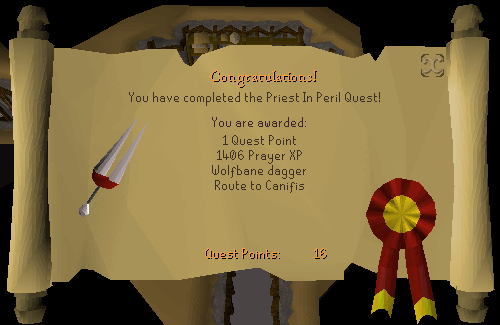 Congratulations!
You have completed the Priest In Peril Quest!
You are awarded:
1 Quest Point
1406 Prayer XP
Wolfbane dagger
Route to Canifis
Quest Points: 16